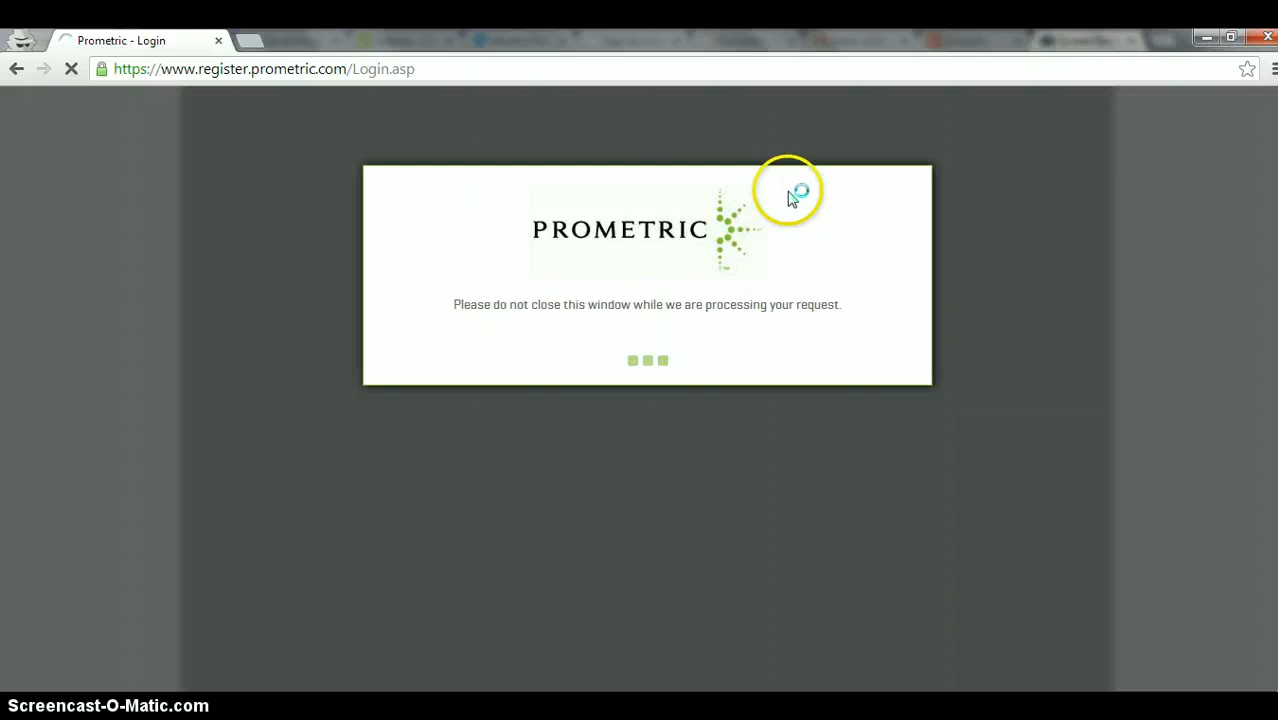 Prometric - Login
https://www.register.prometric.com/Login.asp
PROMETRIC
TM
Please do not close this window while we are processing your request.
Screencast-O-Matic.com